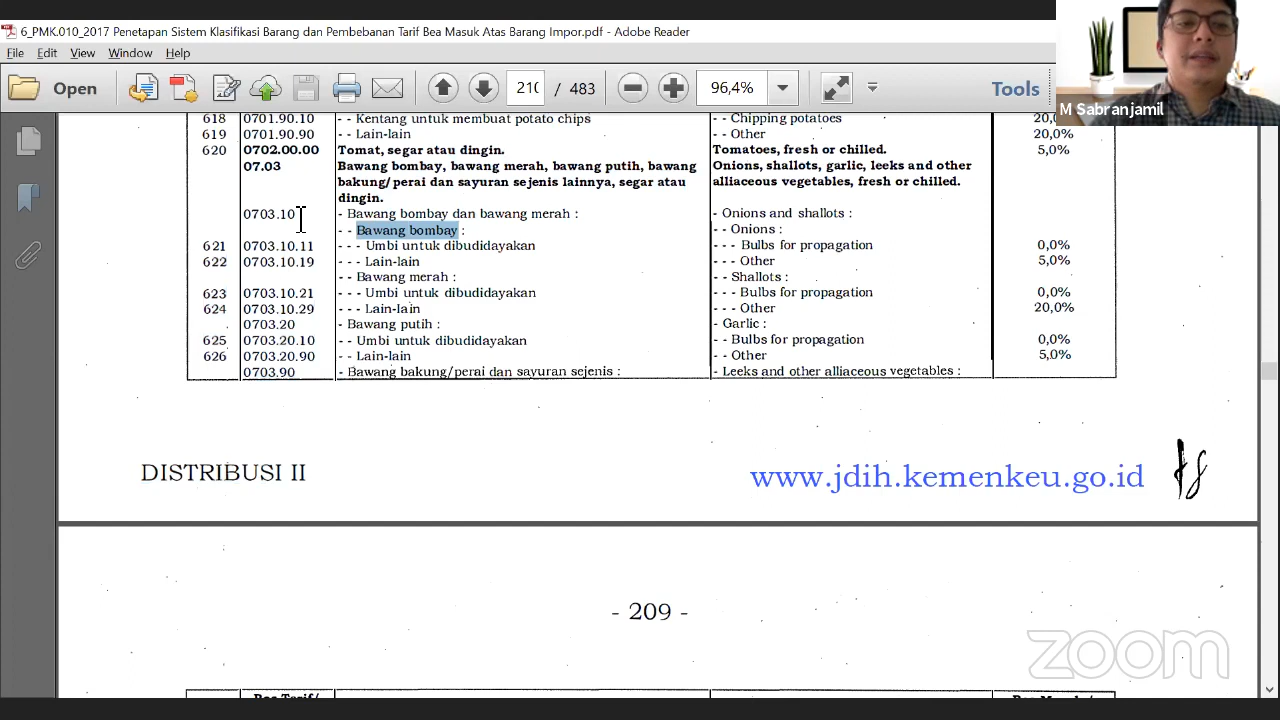 6_PMK.010_2017 Penetapan Sistem Klasifikasi Barang dan Pembebanan Tarif Bea Masuk Atas Barang Impor.pdf - Adobe Reader
File Edit View Window Help
Open 210 / 483 96,4% Tools
M Sabranjamil
618 0701.90.10 - - Kentang untuk membuat potato chips - - Chipping potatoes 20,0%
619 0701.90.90 - - Lain-lain - - Other 20,0%
620 0702.00.00 Tomat, segar atau dingin. Tomatoes, fresh or chilled. 5,0%
07.03 Bawang bombay, bawang merah, bawang putih, bawang Onions, shallots, garlic, leeks and other
bakung/perai dan sayuran sejenis lainnya, segar atau alliaceous vegetables, fresh or chilled.
dingin.
0703.10 - Bawang bombay dan bawang merah : - Onions and shallots :
- - Bawang bombay : - - Onions :
621 0703.10.11 - - - Umbi untuk dibudidayakan - - - Bulbs for propagation 0,0%
622 0703.10.19 - - - Lain-lain - - - Other 5,0%
- - Bawang merah : - - Shallots :
623 0703.10.21 - - - Umbi untuk dibudidayakan - - - Bulbs for propagation 0,0%
624 0703.10.29 - - - Lain-lain - - - Other 20,0%
0703.20 - Bawang putih : - Garlic :
625 0703.20.10 - - Umbi untuk dibudidayakan - - Bulbs for propagation 0,0%
626 0703.20.90 - - Lain-lain - - Other 5,0%
0703.90 - Bawang bakung/perai dan sayuran sejenis : - Leeks and other alliaceous vegetables :
DISTRIBUSI II www.jdih.kemenkeu.go.id
- 209 -
zoom